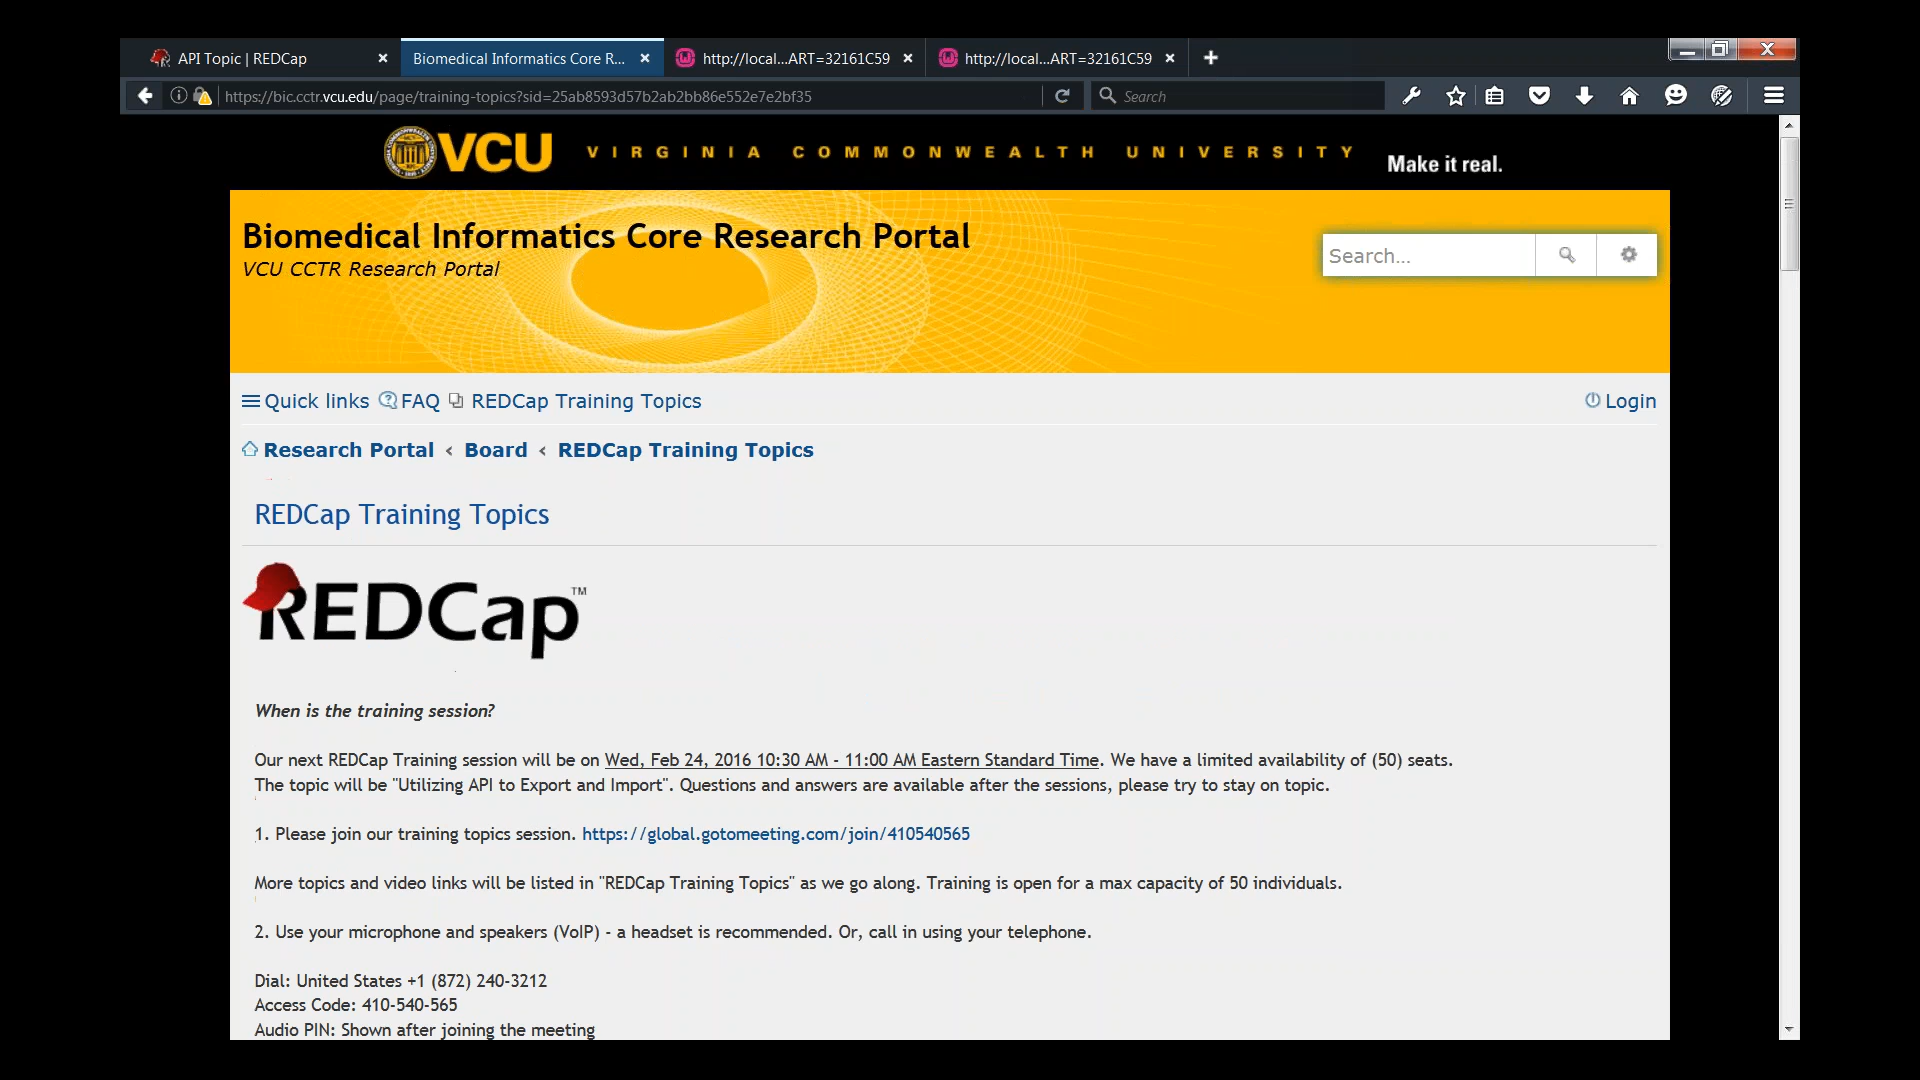 API Topic | REDCap
Biomedical Informatics Core R...
http://local...ART=32161C59
http://local...ART=32161C59
https://bic.cctr.vcu.edu/page/training-topics?sid=25ab8593d57b2ab2bb86e552e7e2bf35
Search
VCU VIRGINIA COMMONWEALTH UNIVERSITY Make it real.
Biomedical Informatics Core Research Portal
VCU CCTR Research Portal
Search...
Quick links FAQ REDCap Training Topics Login
Research Portal ‹ Board ‹ REDCap Training Topics
REDCap Training Topics
REDCap™
When is the training session?
Our next REDCap Training session will be on Wed, Feb 24, 2016 10:30 AM - 11:00 AM Eastern Standard Time. We have a limited availability of (50) seats.
The topic will be "Utilizing API to Export and Import". Questions and answers are available after the sessions, please try to stay on topic.
1. Please join our training topics session. https://global.gotomeeting.com/join/410540565
More topics and video links will be listed in "REDCap Training Topics" as we go along. Training is open for a max capacity of 50 individuals.
2. Use your microphone and speakers (VoIP) - a headset is recommended. Or, call in using your telephone.
Dial: United States +1 (872) 240-3212
Access Code: 410-540-565
Audio PIN: Shown after joining the meeting